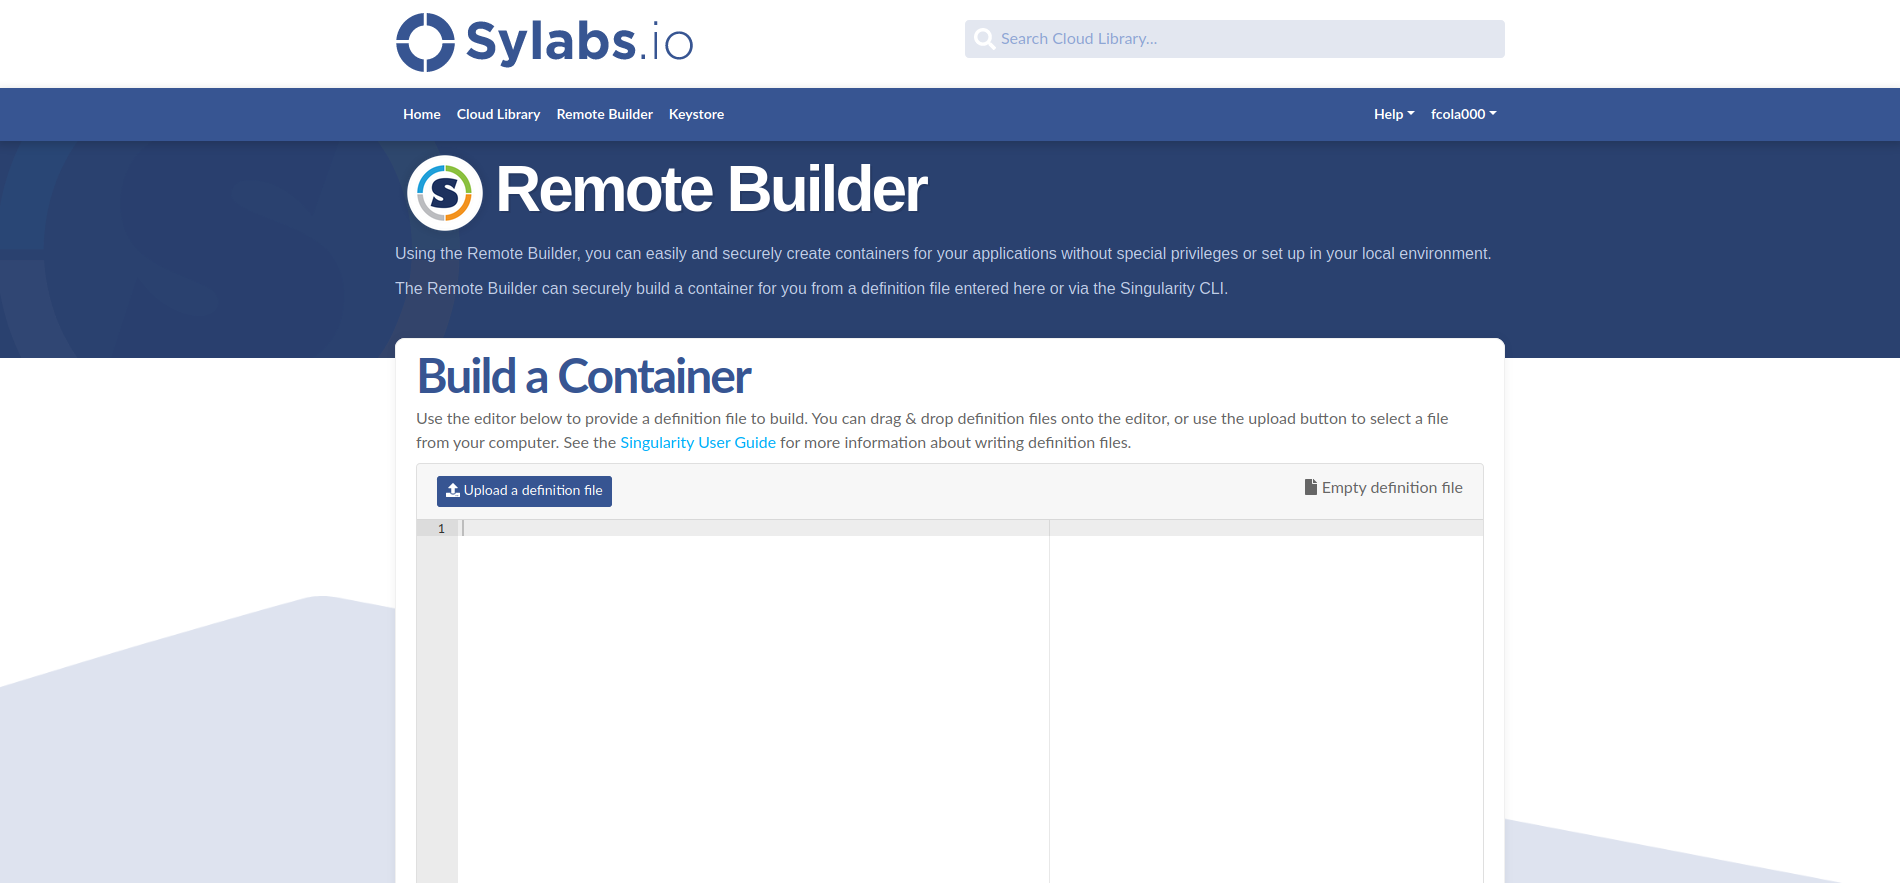 Sylabs.io
Search Cloud Library...
Home Cloud Library Remote Builder Keystore Help fcola000
S Remote Builder
Using the Remote Builder, you can easily and securely create containers for your applications without special privileges or set up in your local environment.
The Remote Builder can securely build a container for you from a definition file entered here or via the Singularity CLI.
Build a Container
Use the editor below to provide a definition file to build. You can drag & drop definition files onto the editor, or use the upload button to select a file
from your computer. See the Singularity User Guide for more information about writing definition files.
Upload a definition file Empty definition file
1